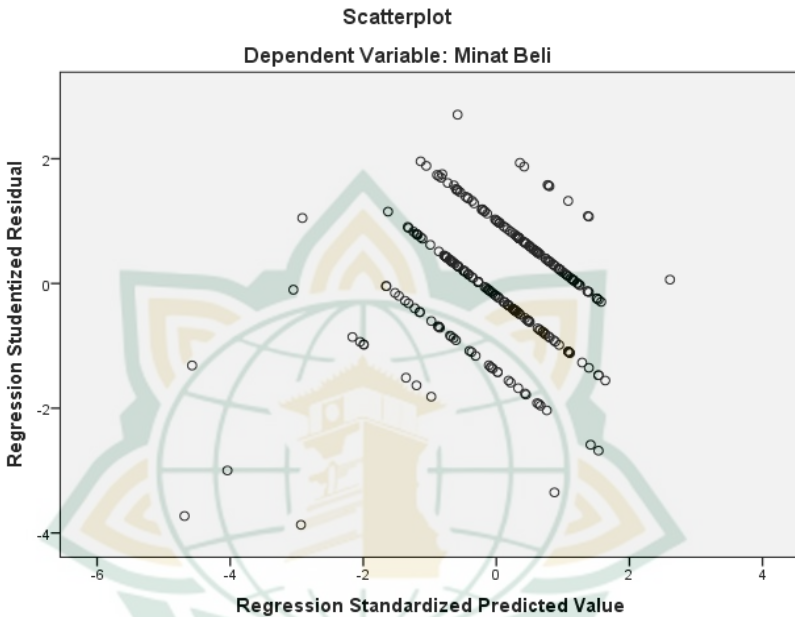 Scatterplot
Dependent Variable: Minat Beli
Regression Studentized Residual
2
0
-2
-4
-6
-4
-2
0
2
4
Regression Standardized Predicted Value